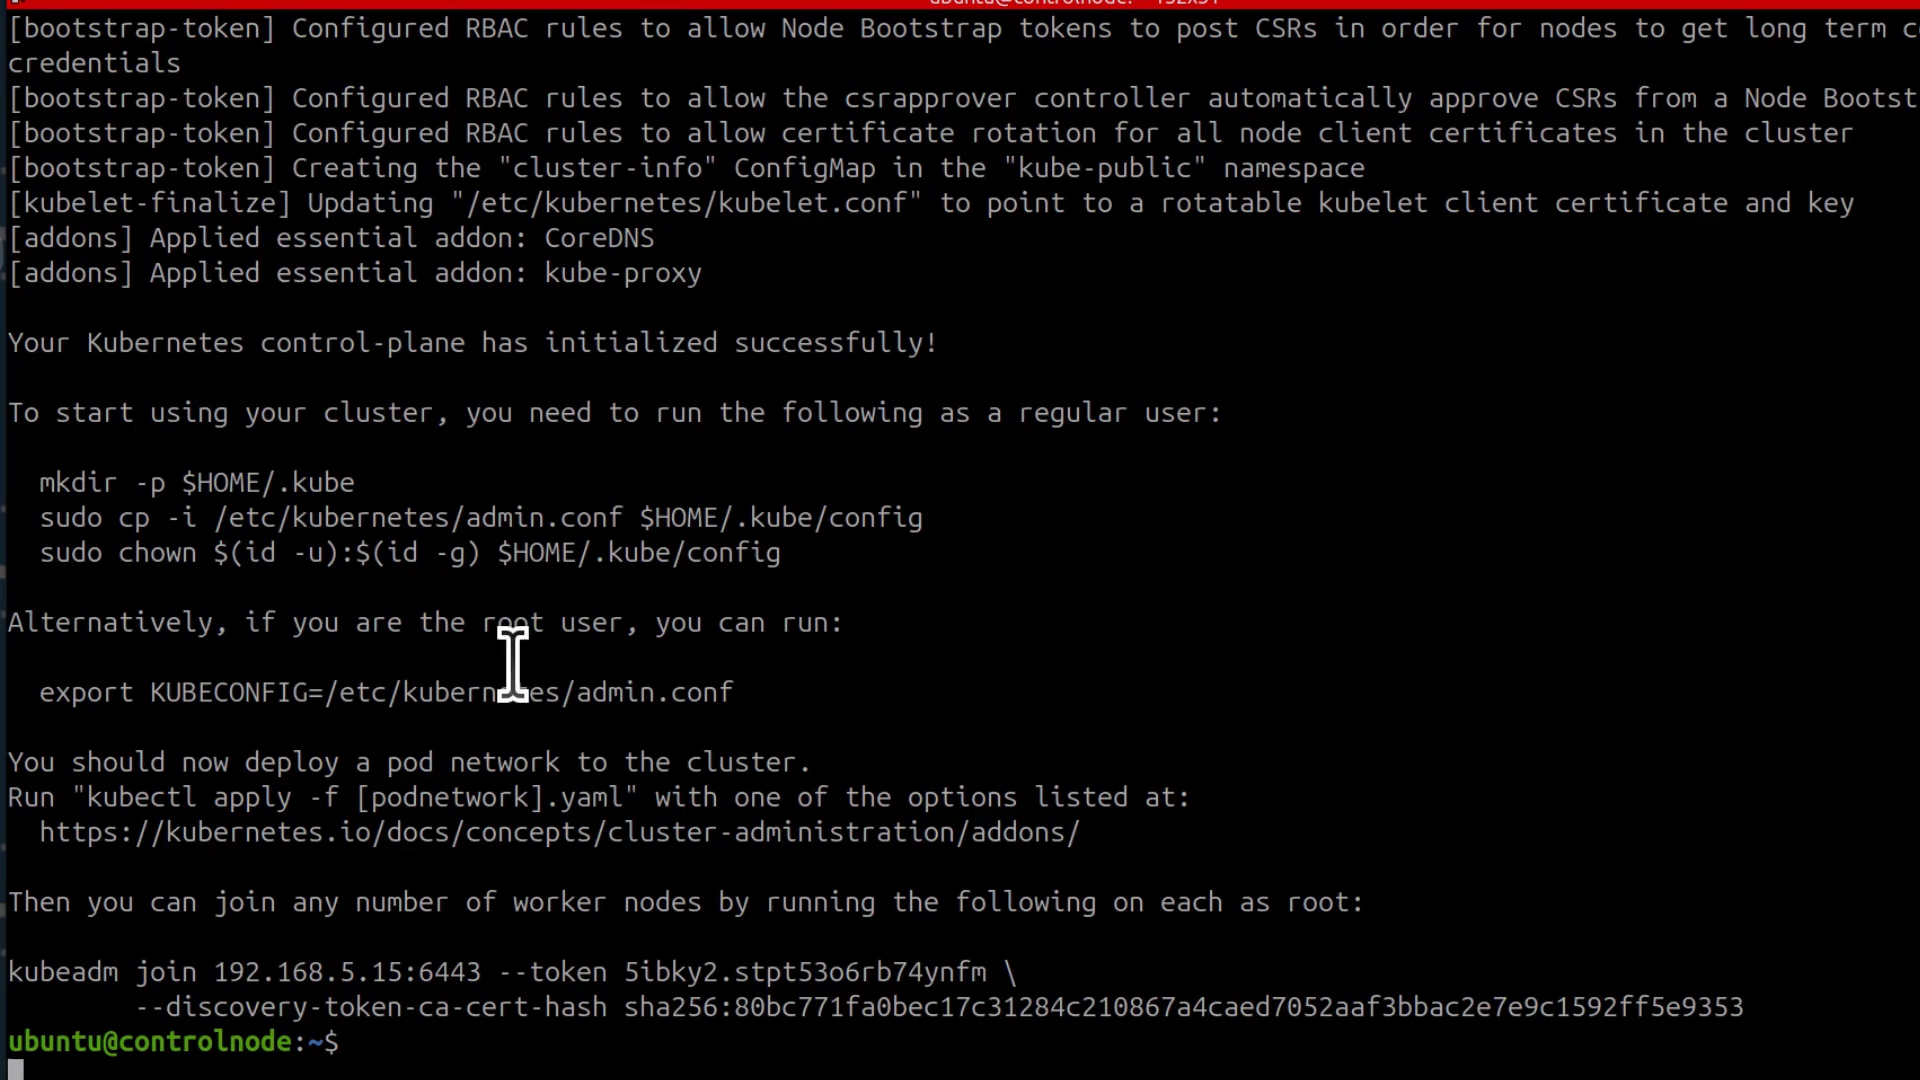 [bootstrap-token] Configured RBAC rules to allow Node Bootstrap tokens to post CSRs in order for nodes to get long term
credentials
[bootstrap-token] Configured RBAC rules to allow the csrapprover controller automatically approve CSRs from a Node Bootst
[bootstrap-token] Configured RBAC rules to allow certificate rotation for all node client certificates in the cluster
[bootstrap-token] Creating the "cluster-info" ConfigMap in the "kube-public" namespace
[kubelet-finalize] Updating "/etc/kubernetes/kubelet.conf" to point to a rotatable kubelet client certificate and key
[addons] Applied essential addon: CoreDNS
[addons] Applied essential addon: kube-proxy
Your Kubernetes control-plane has initialized successfully!
To start using your cluster, you need to run the following as a regular user:
mkdir -p $HOME/.kube
sudo cp -i /etc/kubernetes/admin.conf $HOME/.kube/config
sudo chown $(id -u):$(id -g) $HOME/.kube/config
Alternatively, if you are the root user, you can run:
export KUBECONFIG=/etc/kubernetes/admin.conf
You should now deploy a pod network to the cluster.
Run "kubectl apply -f [podnetwork].yaml" with one of the options listed at:
https://kubernetes.io/docs/concepts/cluster-administration/addons/
Then you can join any number of worker nodes by running the following on each as root:
kubeadm join 192.168.5.15:6443 --token 5ibky2.stpt53o6rb74ynfm \
--discovery-token-ca-cert-hash sha256:80bc771fa0bec17c31284c210867a4caed7052aaf3bbac2e7e9c1592ff5e9353
ubuntu@controlnode:~$